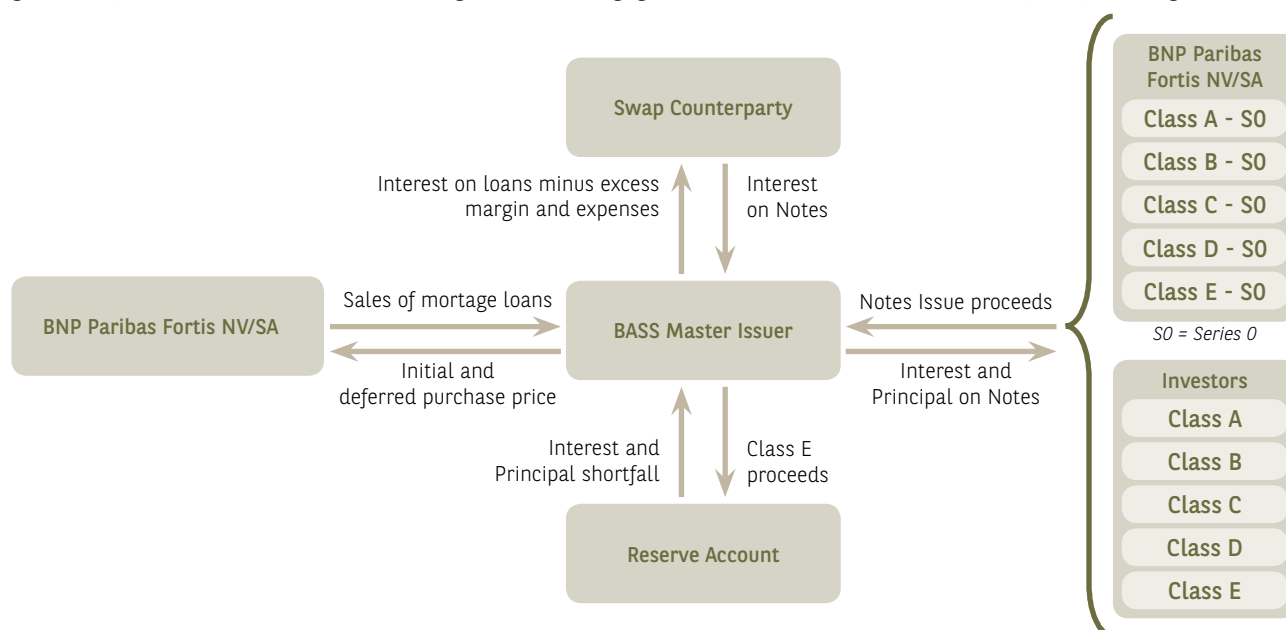 Swap Counterparty
Interest on loans minus excess
margin and expenses
Interest
on Notes
BNP Paribas Fortis NV/SA
Sales of mortage loans
Initial and
deferred purchase price
BASS Master Issuer
Notes Issue proceeds
Interest and
Principal on Notes
Interest and
Principal shortfall
Class E
proceeds
Reserve Account
BNP Paribas
Fortis NV/SA
Class A - S0
Class B - S0
Class C - S0
Class D - S0
Class E - S0
S0 = Series 0
Investors
Class A
Class B
Class C
Class D
Class E